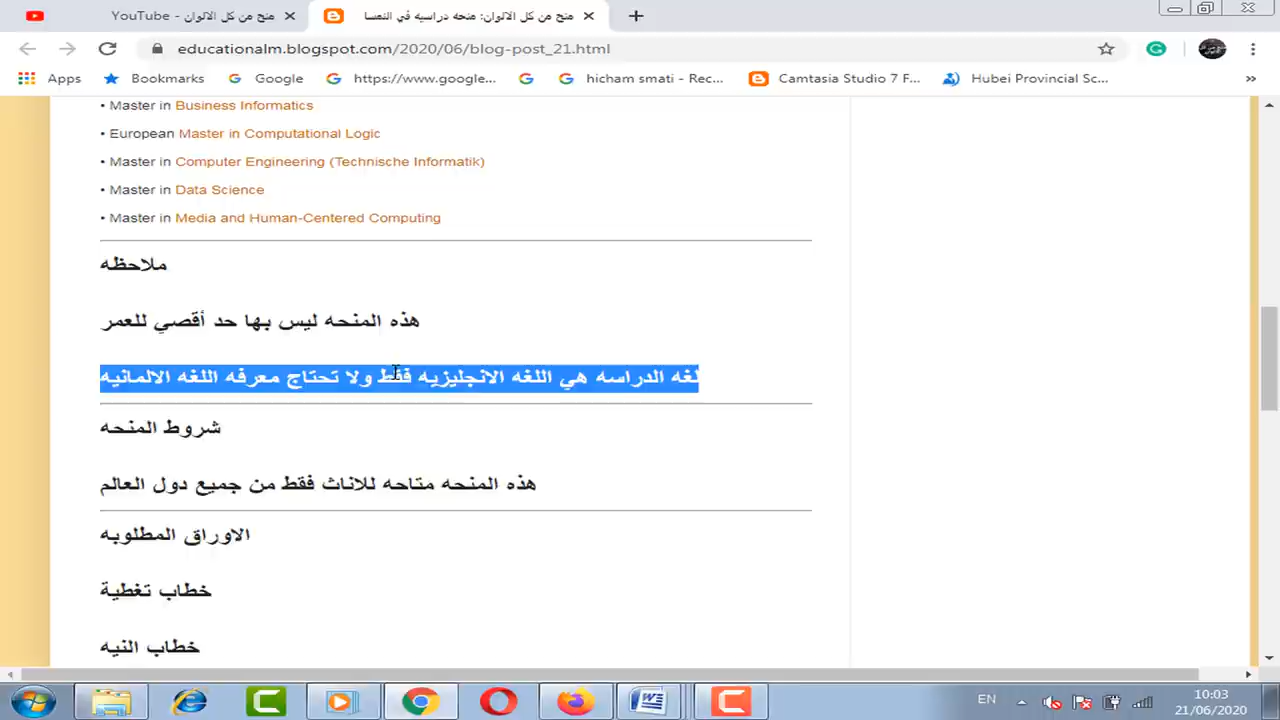 منح من كل الالوان - YouTube
منح من كل الالوان: منحه دراسيه في النمسا
educationalm.blogspot.com/2020/06/blog-post_21.html
Apps
Bookmarks
Google
https://www.google...
hicham smati - Rec...
Camtasia Studio 7 F...
Hubei Provincial Sc...
»
• Master in Business Informatics
• European Master in Computational Logic
• Master in Computer Engineering (Technische Informatik)
• Master in Data Science
• Master in Media and Human-Centered Computing
ملاحظه
هذه المنحه ليس بها حد أقصي للعمر
لغه الدراسه هي اللغه الانجليزيه فقط ولا تحتاج معرفه اللغه الالمانيه
شروط المنحه
هذه المنحه متاحه للاناث فقط من جميع دول العالم
الاوراق المطلوبه
خطاب تغطية
خطاب النيه
EN
10:03
21/06/2020